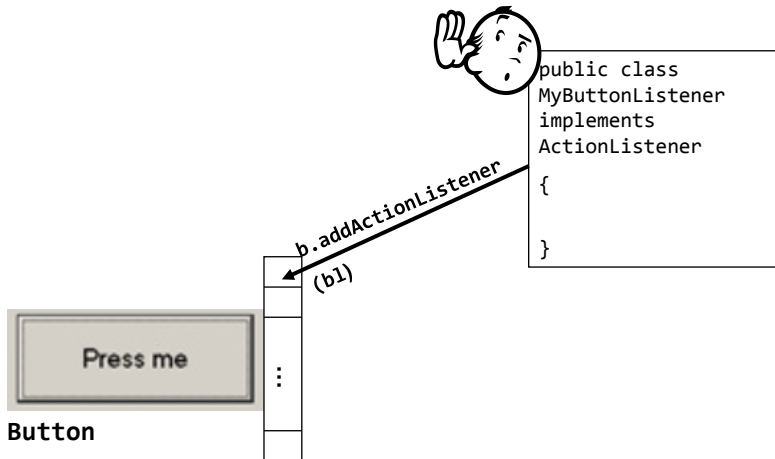 public class
MyButtonListener
implements
ActionListener
{
}
b.addActionListener
(bl)
Press me
...
Button